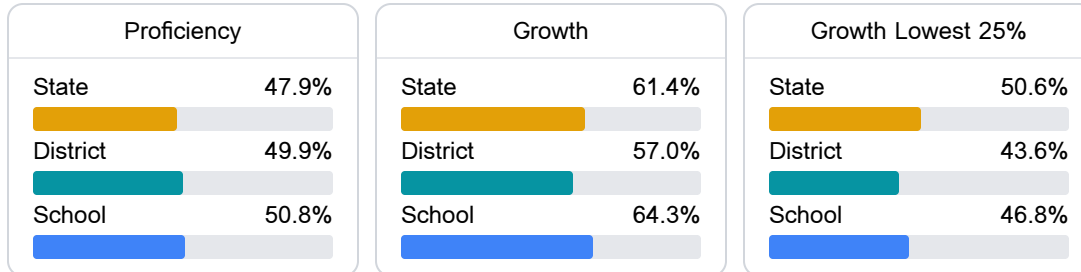 Proficiency
State 47.9%
District 49.9%
School 50.8%
Growth
State 61.4%
District 57.0%
School 64.3%
Growth Lowest 25%
State 50.6%
District 43.6%
School 46.8%